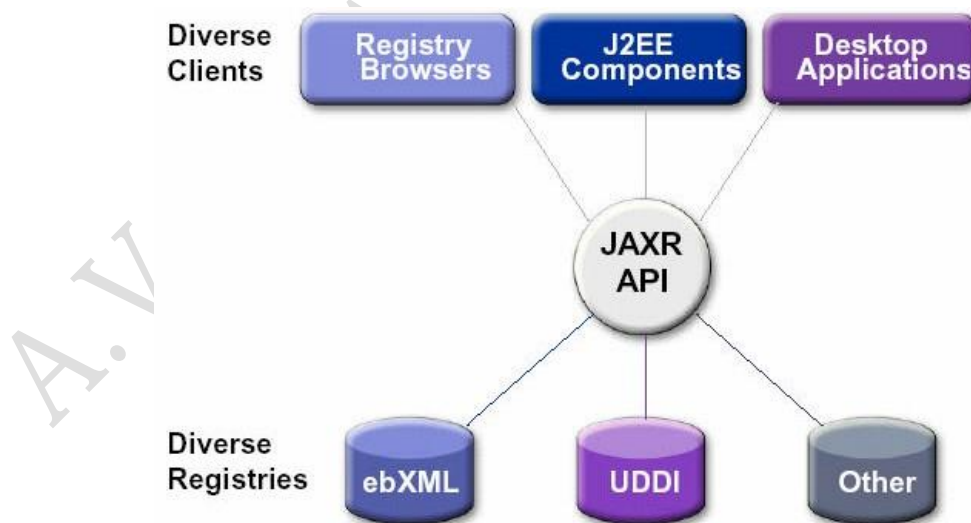 Diverse
Clients
Registry
Browsers
J2EE
Components
Desktop
Applications
JAXR
API
Diverse
Registries
ebXML
UDDI
Other
A.V